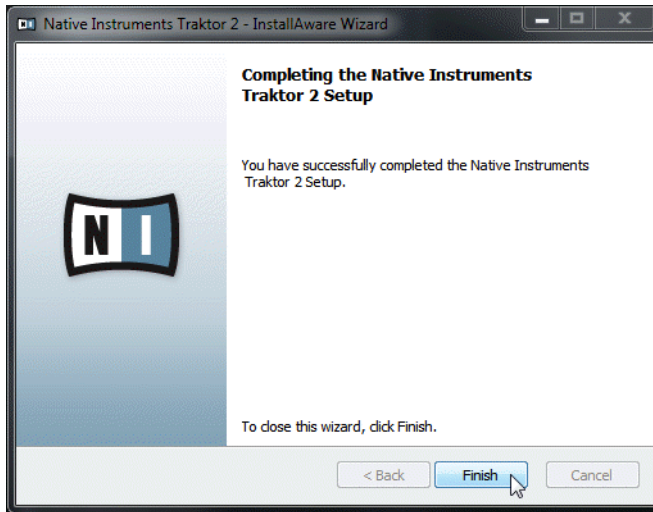 Native Instruments Traktor 2 - InstallAware Wizard
Completing the Native Instruments
Traktor 2 Setup
You have successfully completed the Native Instruments
Traktor 2 Setup.
NI
To close this wizard, click Finish.
< Back
Finish
Cancel